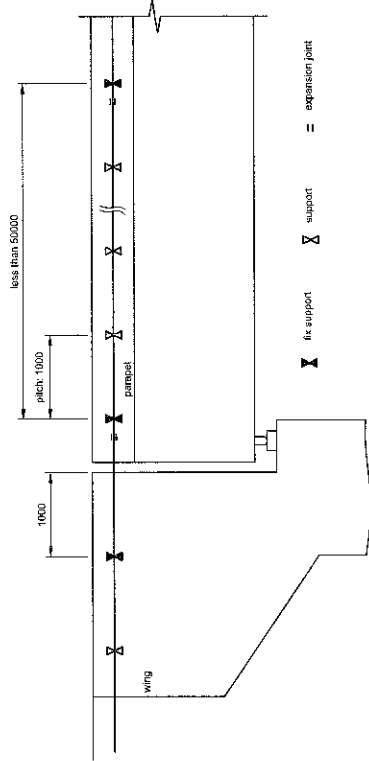 less than 50000
pitch: 1000
1000
parapet
wing
fix support
support
expansion joint